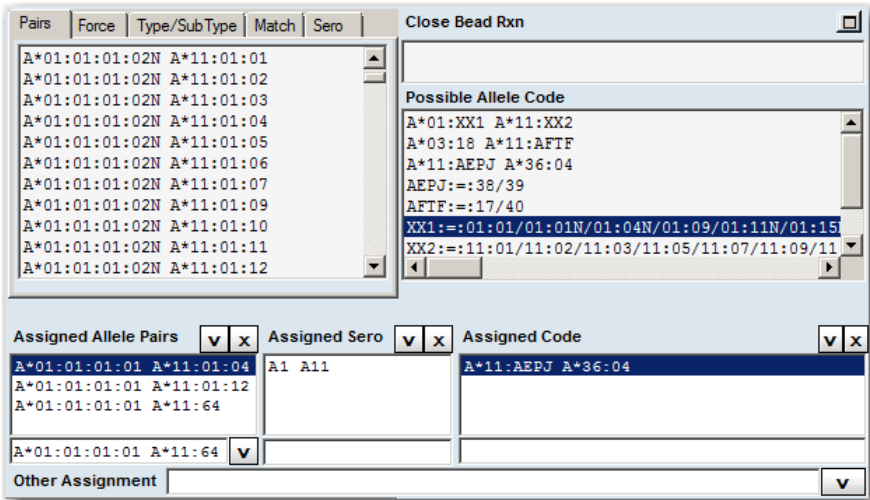 Pairs Force Type/SubType Match Sero
A*01:01:01:02N A*11:01:01
A*01:01:01:02N A*11:01:02
A*01:01:01:02N A*11:01:03
A*01:01:01:02N A*11:01:04
A*01:01:01:02N A*11:01:05
A*01:01:01:02N A*11:01:06
A*01:01:01:02N A*11:01:07
A*01:01:01:02N A*11:01:09
A*01:01:01:02N A*11:01:10
A*01:01:01:02N A*11:01:11
A*01:01:01:02N A*11:01:12
Close Bead Rxn
Possible Allele Code
A*01:XX1 A*11:XX2
A*03:18 A*11:AFTF
A*11:AEPJ A*36:04
AEPJ:=:38/39
AFTF:=:17/40
XX1:=:01:01/01:01N/01:04N/01:09/01:11N/01:15
XX2:=:11:01/11:02/11:03/11:05/11:07/11:09/11
Assigned Allele Pairs v x
A*01:01:01:01 A*11:01:04
A*01:01:01:01 A*11:01:12
A*01:01:01:01 A*11:64
A*01:01:01:01 A*11:64 v
Assigned Sero v x
A1 A11
Assigned Code v x
A*11:AEPJ A*36:04
Other Assignment v